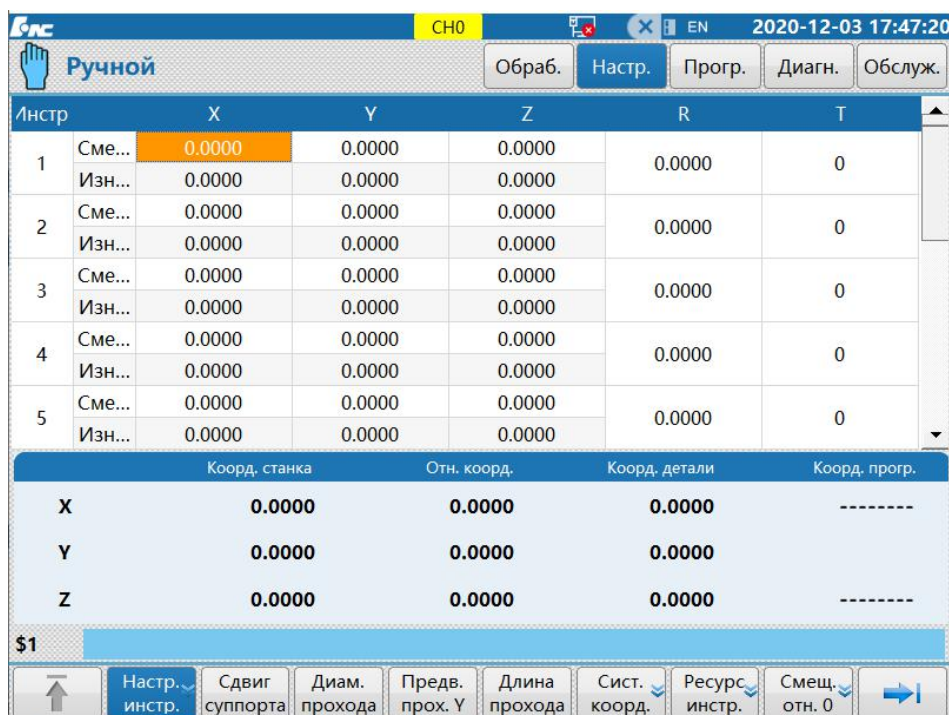 HNC CH0 EN 2020-12-03 17:47:20
Ручной Обраб. Настр. Прогр. Диагн. Обслуж.
Инстр X Y Z R T
1 Сме... 0.0000 0.0000 0.0000 0.0000 0
Изн... 0.0000 0.0000 0.0000
2 Сме... 0.0000 0.0000 0.0000 0.0000 0
Изн... 0.0000 0.0000 0.0000
3 Сме... 0.0000 0.0000 0.0000 0.0000 0
Изн... 0.0000 0.0000 0.0000
4 Сме... 0.0000 0.0000 0.0000 0.0000 0
Изн... 0.0000 0.0000 0.0000
5 Сме... 0.0000 0.0000 0.0000 0.0000 0
Изн... 0.0000 0.0000 0.0000
Коорд. станка Отн. коорд. Коорд. детали Коорд. прогр.
X 0.0000 0.0000 0.0000 --------
Y 0.0000 0.0000 0.0000
Z 0.0000 0.0000 0.0000 --------
$1
Настр. инстр.
Сдвиг суппорта
Диам. прохода
Предв. прох. Y
Длина прохода
Сист. коорд.
Ресурс инстр.
Смещ. отн. 0